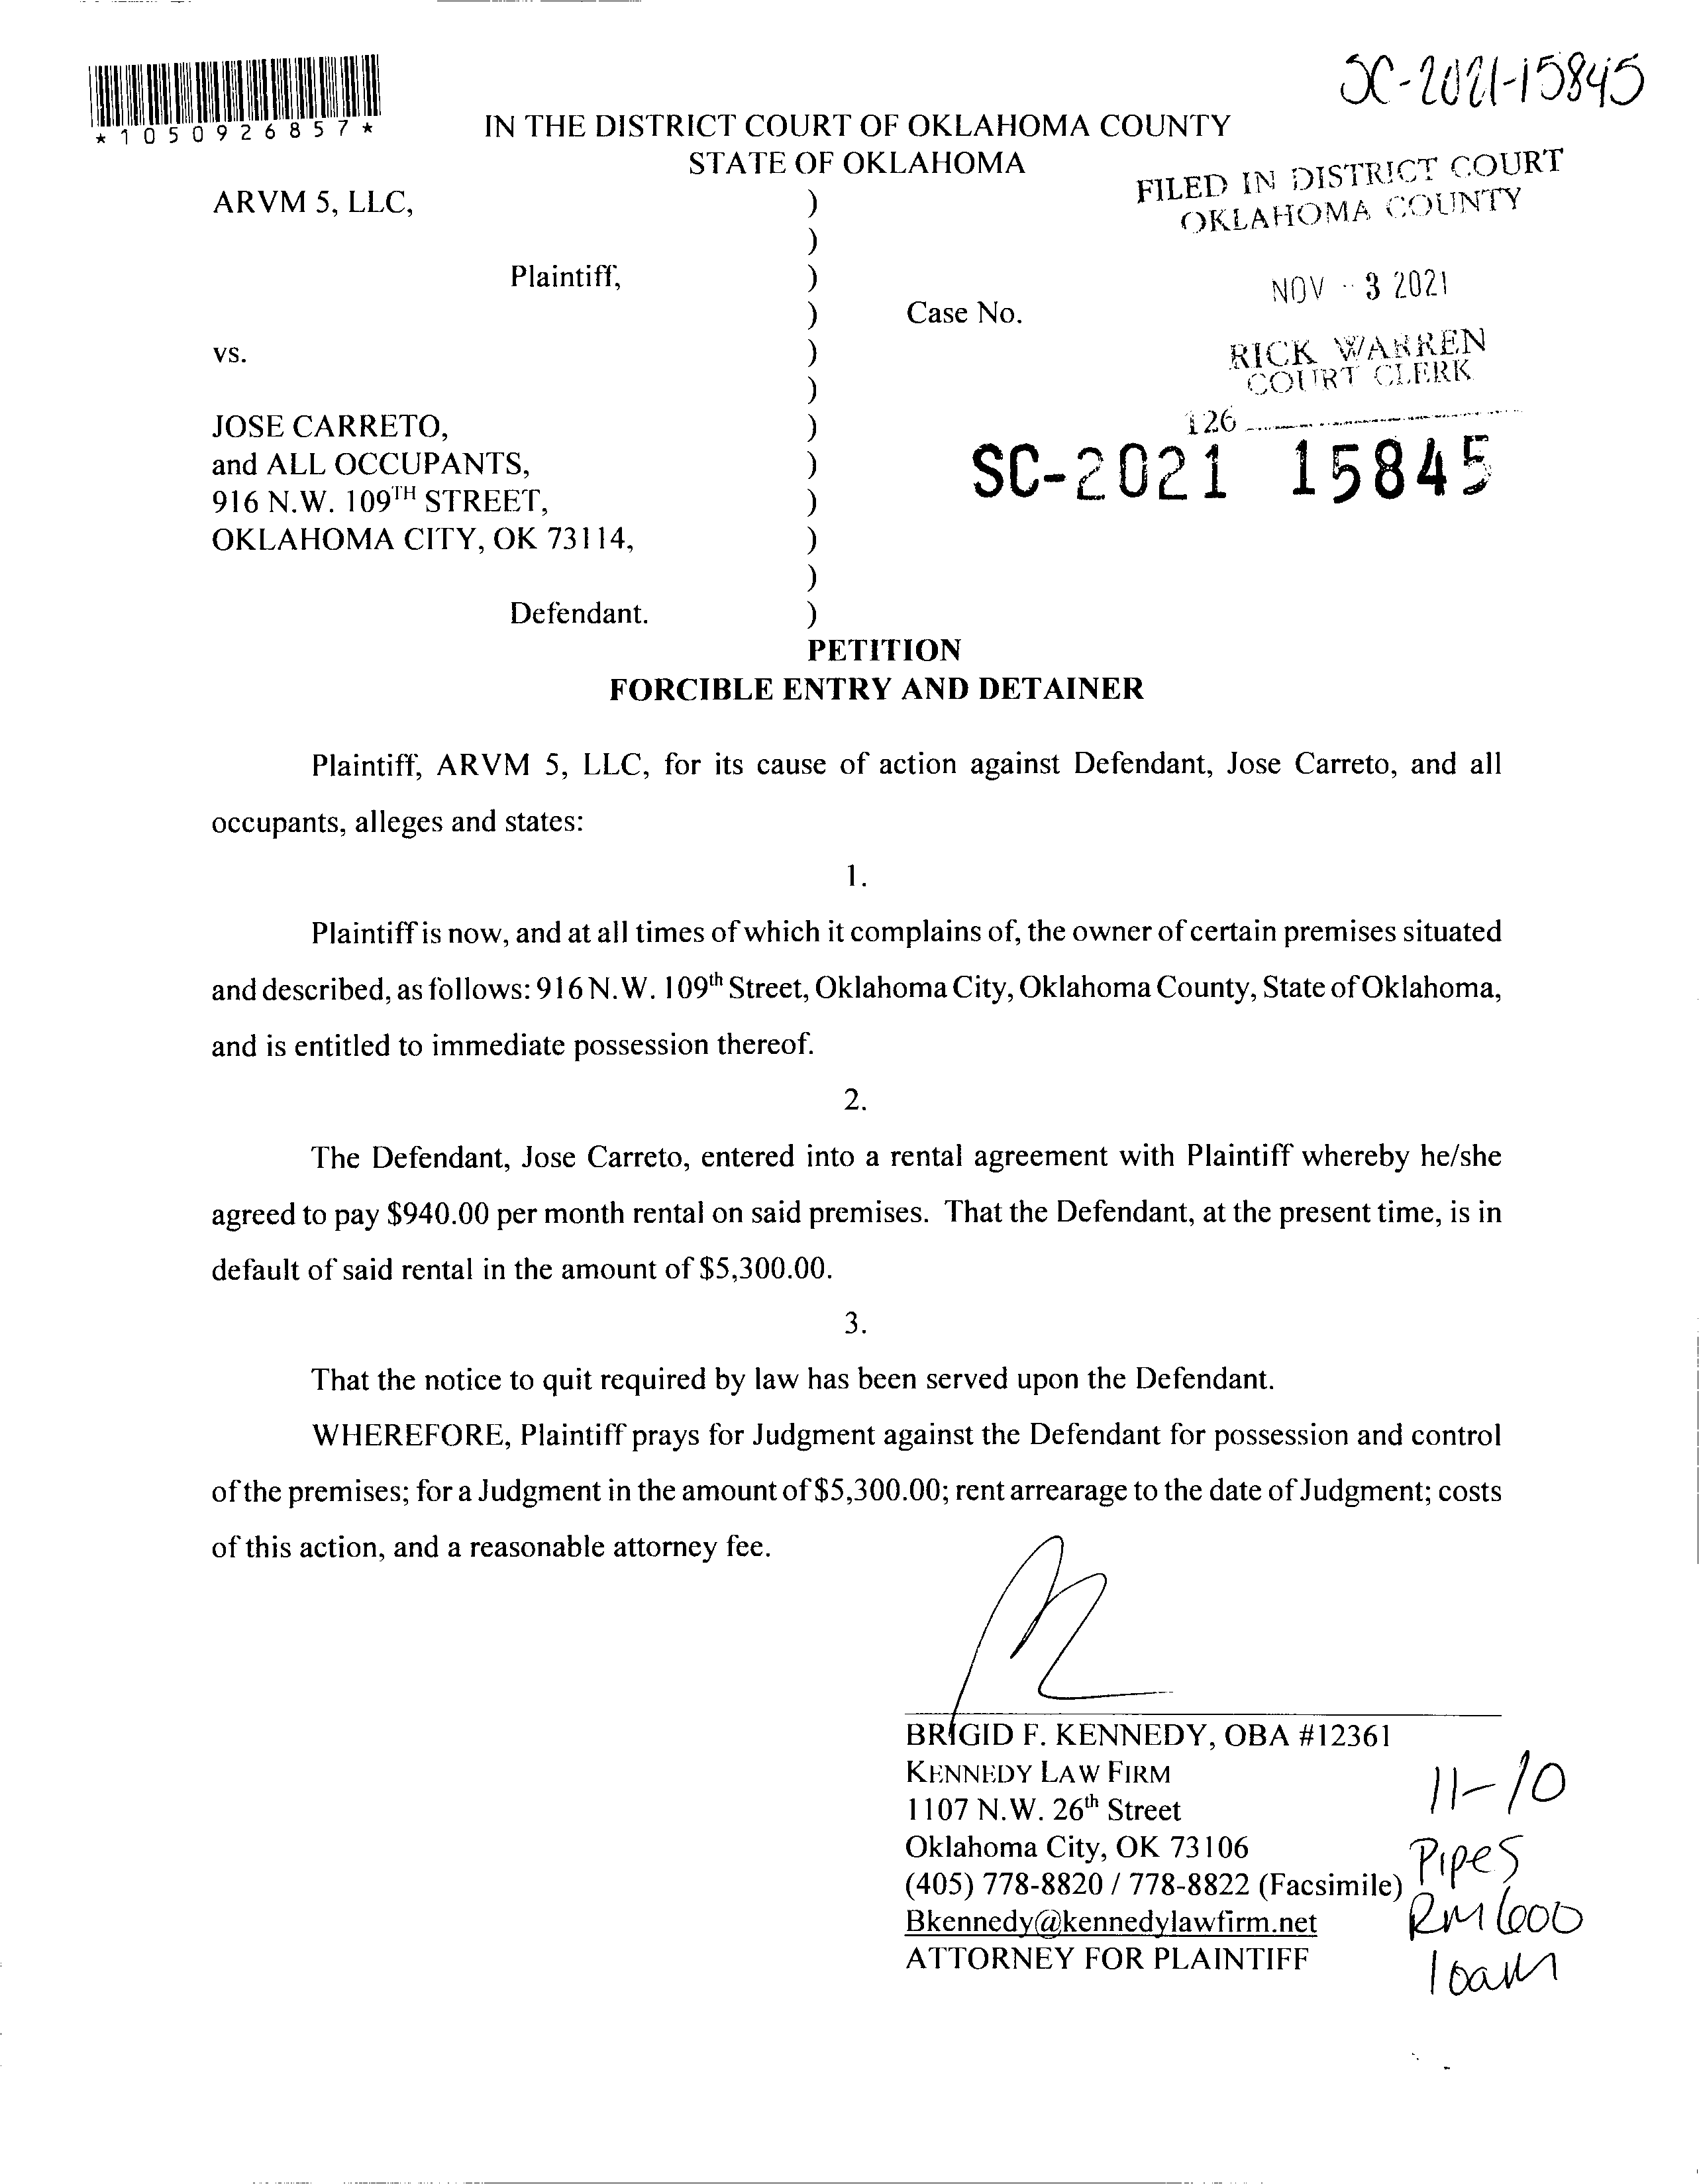 SC-2021-15845
*1050926857*
IN THE DISTRICT COURT OF OKLAHOMA COUNTY
STATE OF OKLAHOMA
FILED IN DISTRICT COURT
OKLAHOMA COUNTY
NOV - 3 2021
RICK WARREN
COURT CLERK
126
SC-2021 15845
ARVM 5, LLC, )
)
Plaintiff, )
) Case No.
vs. )
)
JOSE CARRETO, )
and ALL OCCUPANTS, )
916 N.W. 109TH STREET, )
OKLAHOMA CITY, OK 73114, )
)
Defendant. )
PETITION
FORCIBLE ENTRY AND DETAINER
Plaintiff, ARVM 5, LLC, for its cause of action against Defendant, Jose Carreto, and all
occupants, alleges and states:
1.
Plaintiff is now, and at all times of which it complains of, the owner of certain premises situated
and described, as follows: 916 N.W. 109th Street, Oklahoma City, Oklahoma County, State of Oklahoma,
and is entitled to immediate possession thereof.
2.
The Defendant, Jose Carreto, entered into a rental agreement with Plaintiff whereby he/she
agreed to pay $940.00 per month rental on said premises. That the Defendant, at the present time, is in
default of said rental in the amount of $5,300.00.
3.
That the notice to quit required by law has been served upon the Defendant.
WHEREFORE, Plaintiff prays for Judgment against the Defendant for possession and control
of the premises; for a Judgment in the amount of $5,300.00; rent arrearage to the date of Judgment; costs
of this action, and a reasonable attorney fee.
BRIGID F. KENNEDY, OBA #12361
KENNEDY LAW FIRM
1107 N.W. 26th Street
Oklahoma City, OK 73106
(405) 778-8820 / 778-8822 (Facsimile)
Bkennedy@kennedylawfirm.net
ATTORNEY FOR PLAINTIFF
11-10
Pipes
RM 600
10am